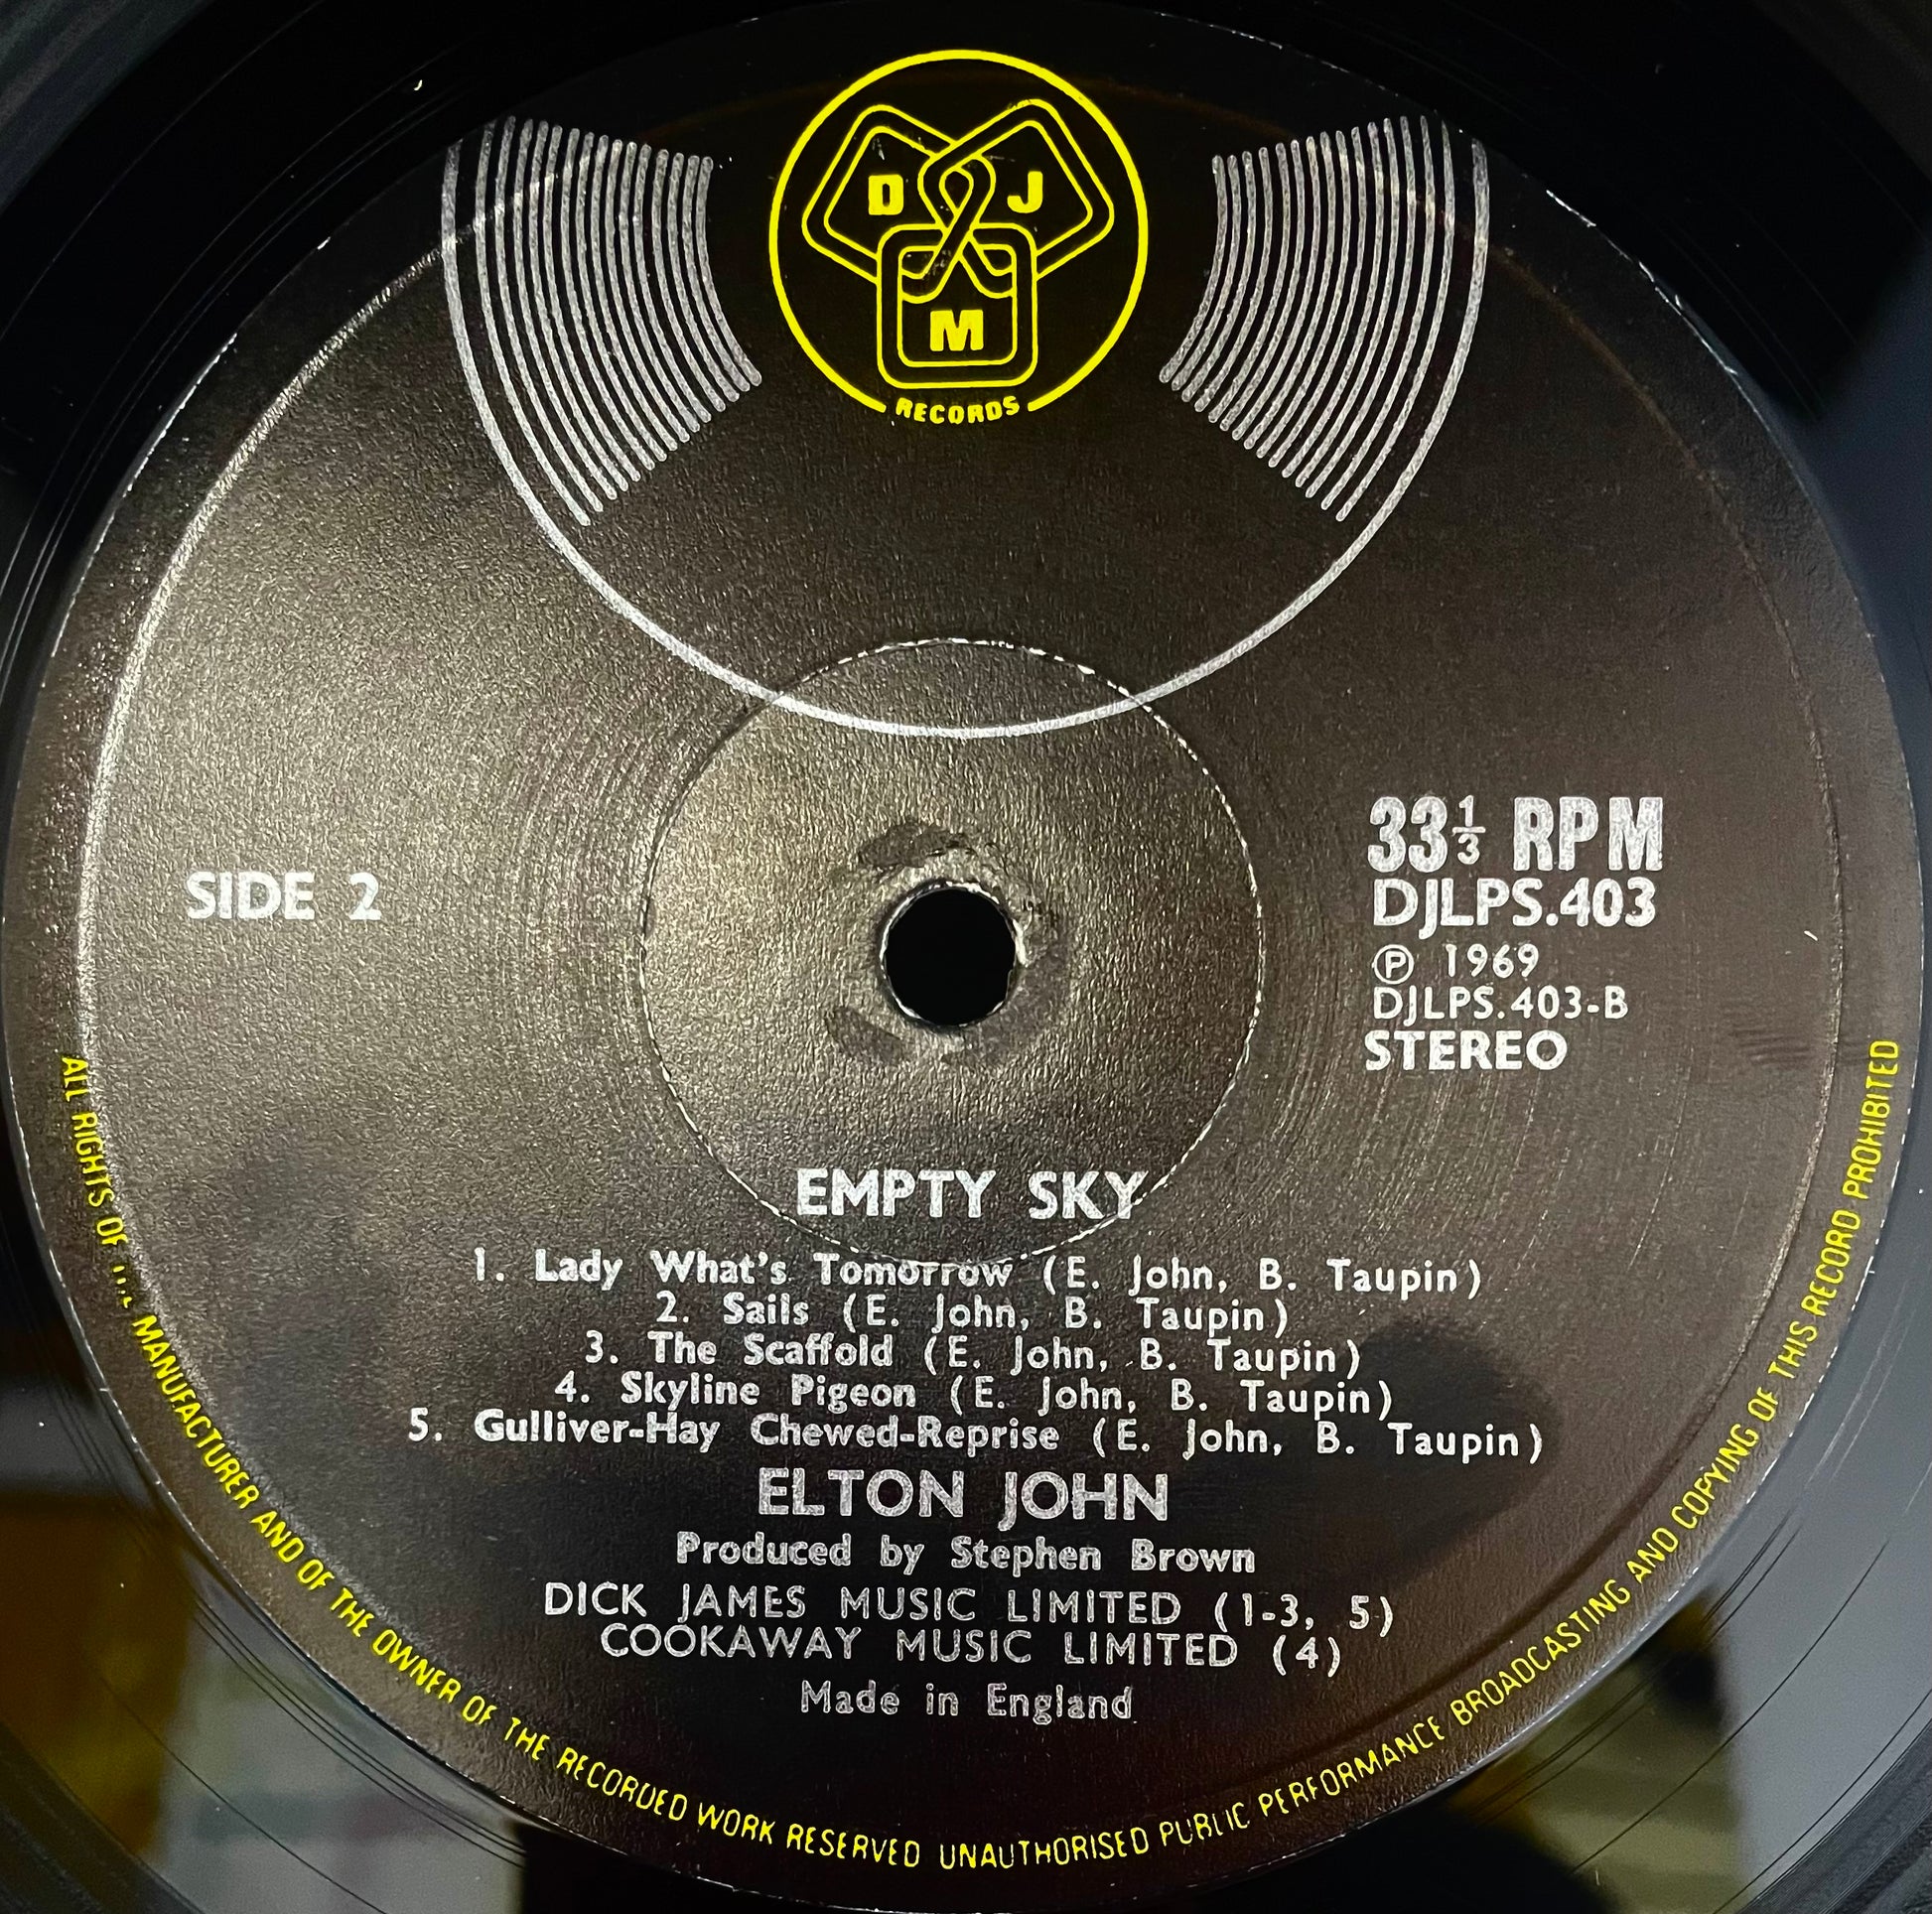 D J
M
RECORDS
SIDE 2
33⅓ RPM
DJLPS.403
Ⓟ 1969
DJLPS.403-B
STEREO
EMPTY SKY
1. Lady What's Tomorrow (E. John, B. Taupin)
2. Sails (E. John, B. Taupin)
3. The Scaffold (E. John, B. Taupin)
4. Skyline Pigeon (E. John, B. Taupin)
5. Gulliver-Hay Chewed-Reprise (E. John, B. Taupin)
ELTON JOHN
Produced by Stephen Brown
DICK JAMES MUSIC LIMITED (1-3, 5)
COOKAWAY MUSIC LIMITED (4)
Made in England
ALL RIGHTS OF THE MANUFACTURER AND OF THE OWNER OF THE RECORDED WORK RESERVED UNAUTHORISED PUBLIC PERFORMANCE BROADCASTING AND COPYING OF THIS RECORD PROHIBITED